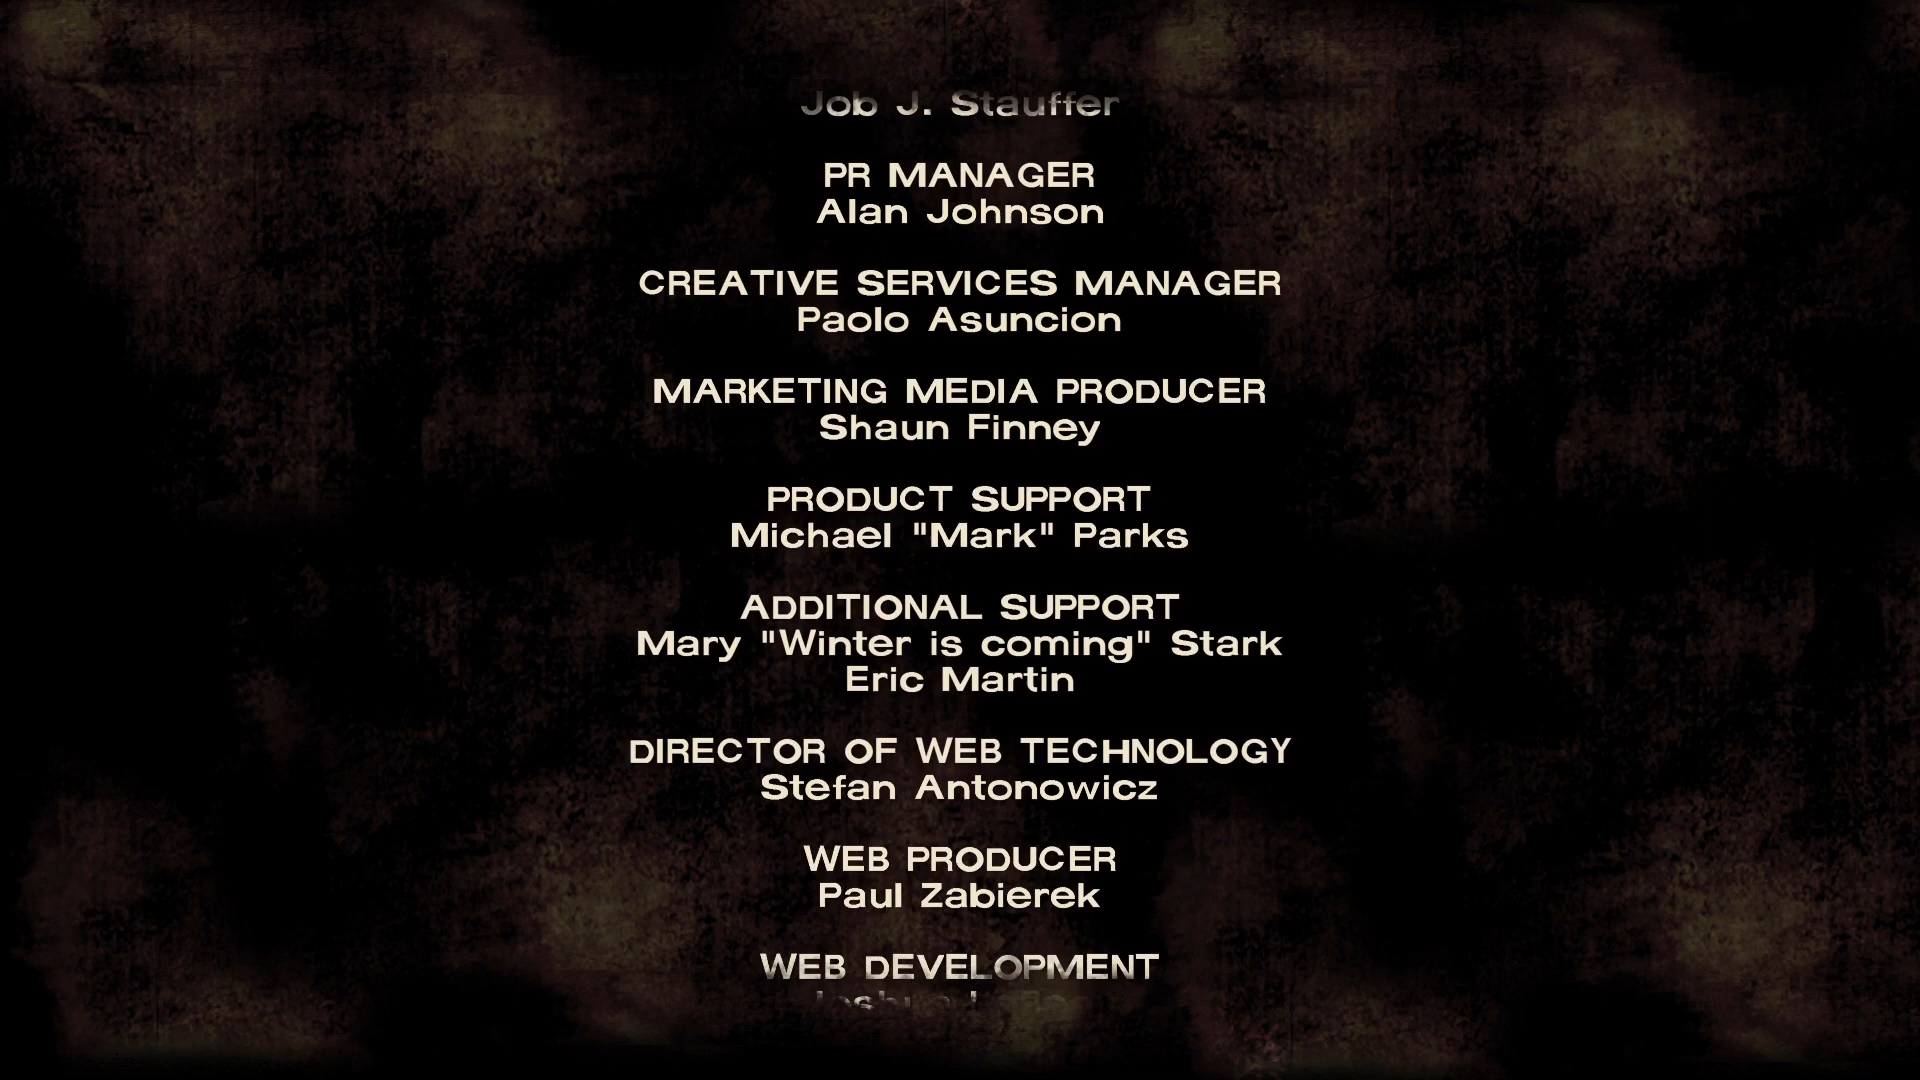 Job J. Stauffer
PR MANAGER
Alan Johnson
CREATIVE SERVICES MANAGER
Paolo Asuncion
MARKETING MEDIA PRODUCER
Shaun Finney
PRODUCT SUPPORT
Michael "Mark" Parks
ADDITIONAL SUPPORT
Mary "Winter is coming" Stark
Eric Martin
DIRECTOR OF WEB TECHNOLOGY
Stefan Antonowicz
WEB PRODUCER
Paul Zabierek
WEB DEVELOPMENT